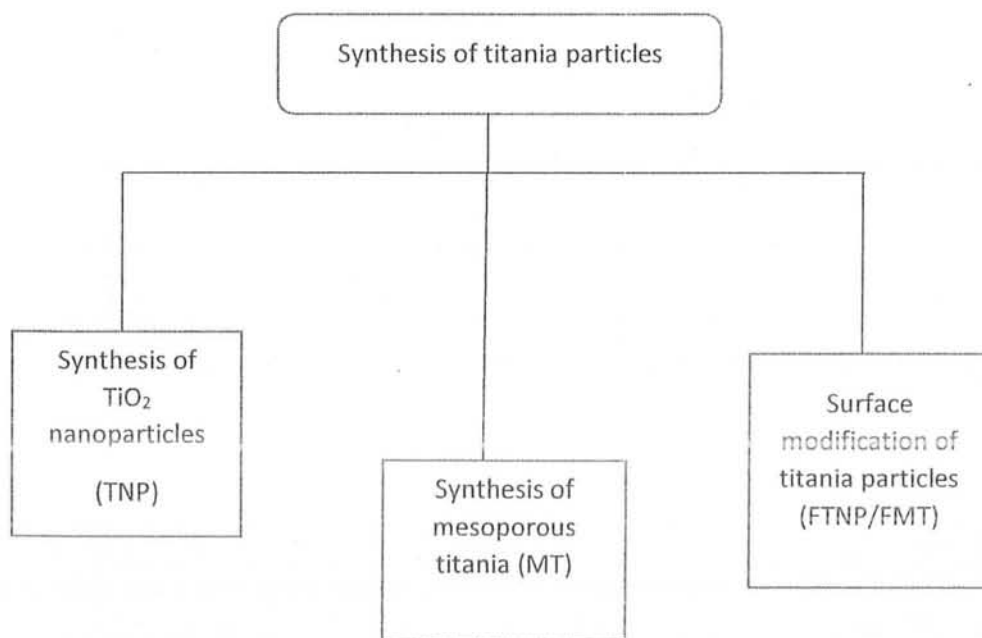 Synthesis of titania particles
Synthesis of
TiO₂
nanoparticles
(TNP)
Synthesis of
mesoporous
titania (MT)
Surface
modification of
titania particles
(FTNP/FMT)